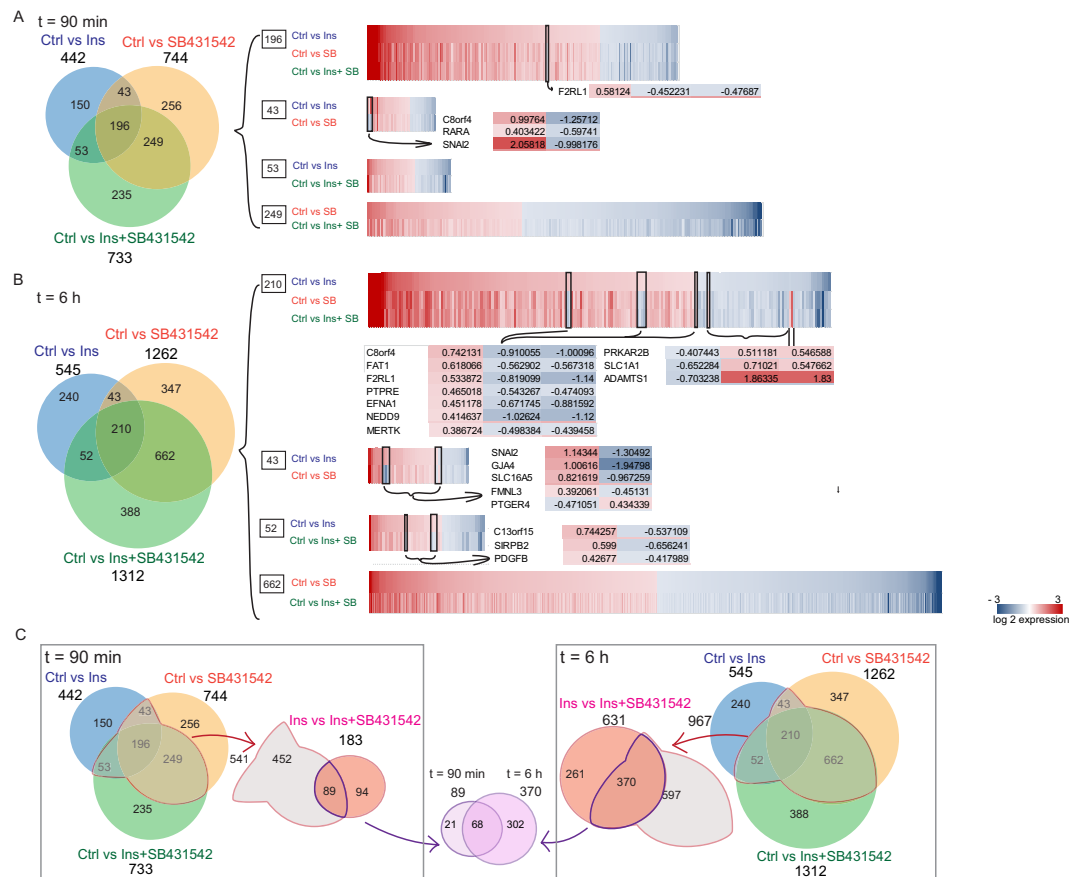 A
t = 90 min
Ctrl vs Ins
442
Ctrl vs SB431542
744
150
43
256
196
53
249
235
Ctrl vs Ins+SB431542
733
196
Ctrl vs Ins
Ctrl vs SB
Ctrl vs Ins+ SB
F2RL1 0.58124 -0.452231 -0.47687
43
Ctrl vs Ins
Ctrl vs SB
C8orf4 0.99764 -1.25712
RARA 0.403422 -0.59741
SNAI2 2.05818 -0.998176
53
Ctrl vs Ins
Ctrl vs Ins+ SB
249
Ctrl vs SB
Ctrl vs Ins+ SB
B
t = 6 h
Ctrl vs SB431542
1262
Ctrl vs Ins
545
240
43
347
210
52
662
388
Ctrl vs Ins+SB431542
1312
210
Ctrl vs Ins
Ctrl vs SB
Ctrl vs Ins+ SB
C8orf4 0.742131 -0.910055 -1.00096
FAT1 0.618066 -0.562902 -0.567318
F2RL1 0.533872 -0.819099 -1.14
PTPRE 0.465018 -0.543267 -0.474093
EFNA1 0.451178 -0.671745 -0.881592
NEDD9 0.414637 -1.02624 -1.12
MERTK 0.386724 -0.498384 -0.439458
PRKAR2B -0.407443 0.511181 0.546588
SLC1A1 -0.652284 0.71021 0.547662
ADAMTS1 -0.703238 1.86335 1.83
43
Ctrl vs Ins
Ctrl vs SB
SNAI2 1.14344 -1.30492
GJA4 1.00616 -1.94798
SLC16A5 0.821619 -0.967259
FMNL3 0.392061 -0.45131
PTGER4 -0.471051 0.434339
52
Ctrl vs Ins
Ctrl vs Ins+ SB
C13orf15 0.744257 -0.537109
SIRPB2 0.599 -0.656241
PDGFB 0.42677 -0.417989
662
Ctrl vs SB
Ctrl vs Ins+ SB
- 3 3
log 2 expression
C
t = 90 min
Ctrl vs Ins
442
Ctrl vs SB431542
744
150
43
256
196
53
249
235
Ctrl vs Ins+SB431542
733
541
452
Ins vs Ins+SB431542
183
89
94
t = 90 min
89
t = 6 h
370
21
68
302
t = 6 h
Ins vs Ins+SB431542
631
261
370
597
967
Ctrl vs Ins
545
Ctrl vs SB431542
1262
240
43
347
210
52
662
388
Ctrl vs Ins+SB431542
1312